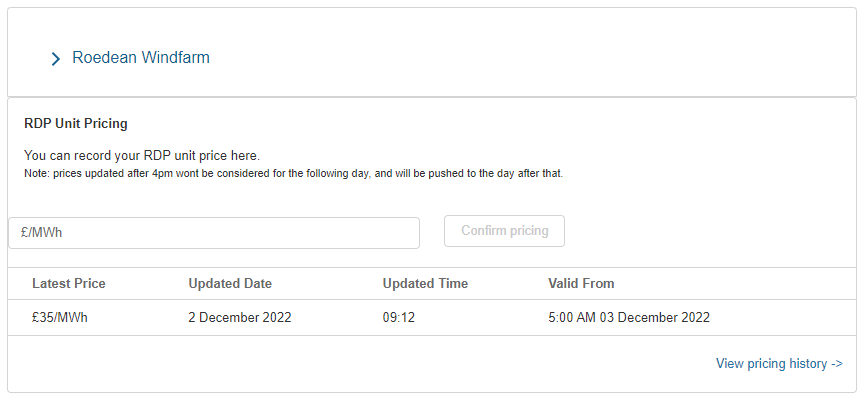 Roedean Windfarm
RDP Unit Pricing
You can record your RDP unit price here.
Note: prices updated after 4pm wont be considered for the following day, and will be pushed to the day after that.
£/MWh Confirm pricing
Latest Price Updated Date Updated Time Valid From
£35/MWh 2 December 2022 09:12 5:00 AM 03 December 2022
View pricing history ->